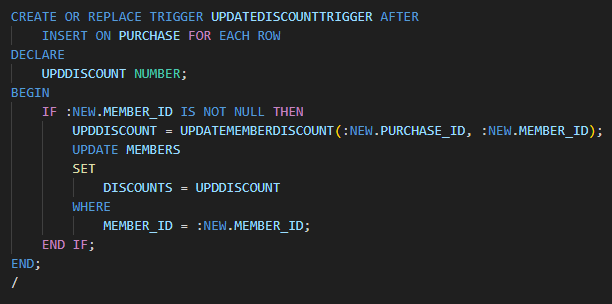 CREATE OR REPLACE TRIGGER UPDATEDISCOUNTTRIGGER AFTER
    INSERT ON PURCHASE FOR EACH ROW
DECLARE
    UPDDISCOUNT NUMBER;
BEGIN
    IF :NEW.MEMBER_ID IS NOT NULL THEN
        UPDDISCOUNT = UPDATEMEMBERDISCOUNT(:NEW.PURCHASE_ID, :NEW.MEMBER_ID);
        UPDATE MEMBERS
        SET
            DISCOUNTS = UPDDISCOUNT
        WHERE
            MEMBER_ID = :NEW.MEMBER_ID;
    END IF;
END;
/